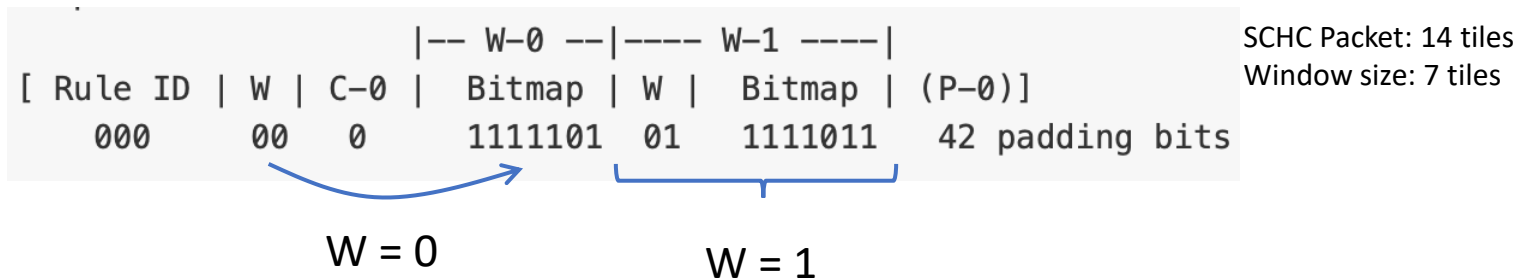 |-- W-0 --|---- W-1 ----|
[ Rule ID | W | C-0 | Bitmap | W | Bitmap | (P-0)]
000 00 0 1111101 01 1111011 42 padding bits
SCHC Packet: 14 tiles
Window size: 7 tiles
W = 0
W = 1